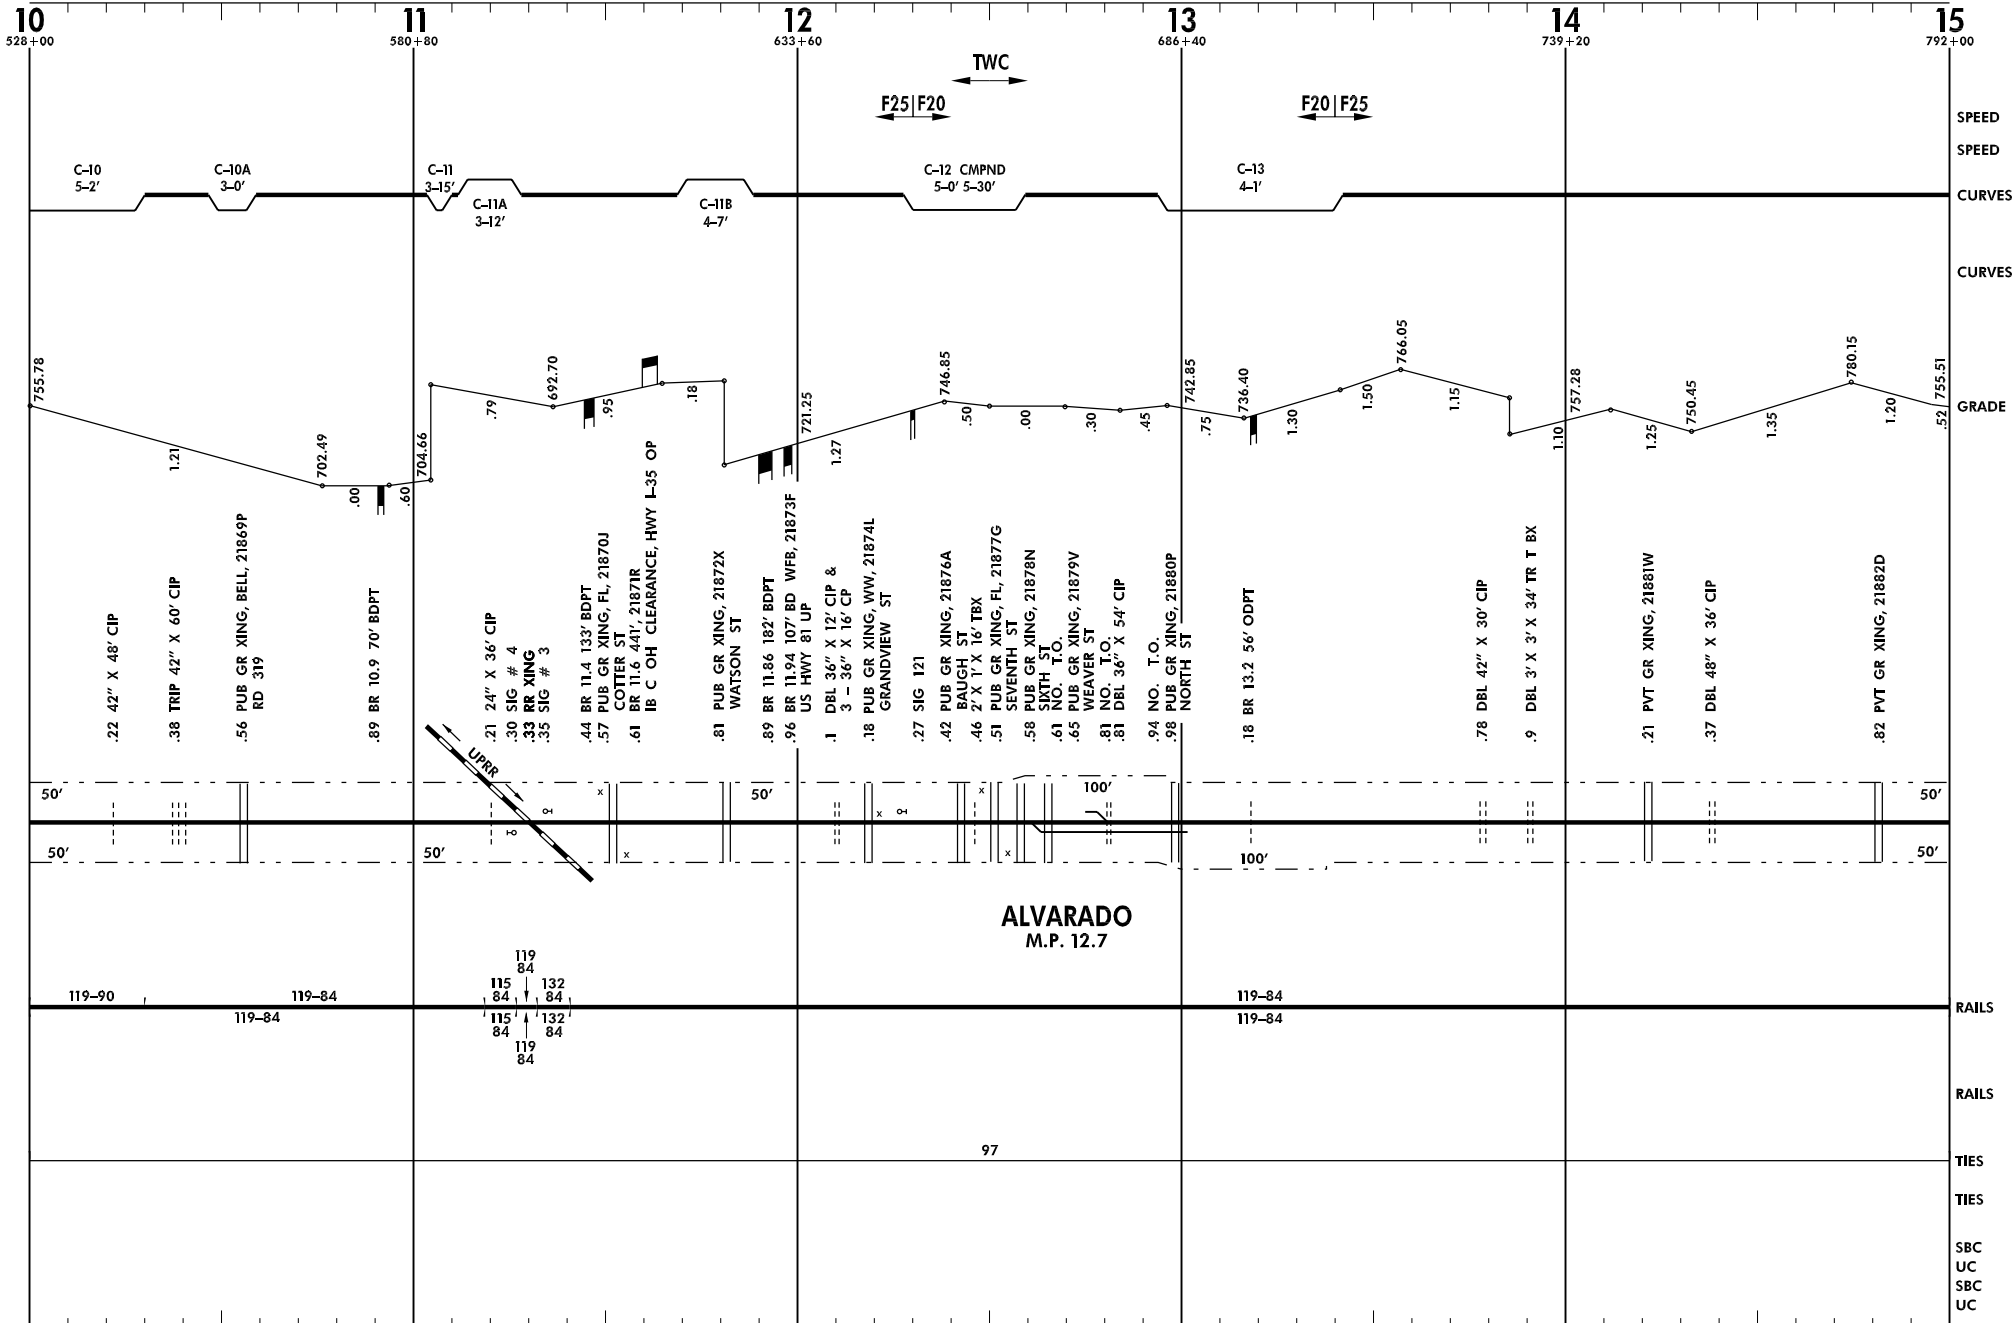 10 11 12 13 14 15
528+00 580+80 633+60 686+40 739+20 792+00
TWC
F25 F20
F20 F25
SPEED
SPEED
C-10
5-2'
C-10A
3-0'
C-11
3-15'
C-11A
3-12'
C-11B
4-7'
C-12 CMPND
5-0' 5-30'
C-13
4-1'
CURVES
CURVES
755.78
1.21
702.49
.00
.60
704.66
.79
692.70
.95
.18
721.25
1.27
746.85
.50
.00
.30
.45
742.85
.75
736.40
1.30
1.50
766.05
1.15
1.10
757.28
1.25
750.45
1.35
780.15
1.20
.52
755.51
GRADE
.22 42" X 48' CIP
.38 TRIP 42" X 60' CIP
.56 PUB GR XING, BELL, 21869P
RD 319
.89 BR 10.9 70' BDPT
.21 24" X 36' CIP
.30 SIG # 4
.33 RR XING
.35 SIG # 3
.44 BR 11.4 133' BDPT
.57 PUB GR XING, FL, 21870J
COTTER ST
.61 BR 11.6 441', 21871R
IB C OH CLEARANCE, HWY I-35 OP
.81 PUB GR XING, 21872X
WATSON ST
.89 BR 11.86 182' BDPT
.96 BR 11.94 107' BD WFB, 21873F
US HWY 81 UP
.1 DBL 36" X 12' CIP &
3 - 36" X 16' CP
.18 PUB GR XING, WW, 21874L
GRANDVIEW ST
.27 SIG 121
.42 PUB GR XING, 21876A
BAUGH ST
.46 2' X 1' X 16' TBX
.51 PUB GR XING, FL, 21877G
SEVENTH ST
.58 PUB GR XING, 21878N
SIXTH ST
.61 NO. T.O.
.65 PUB GR XING, 21879V
WEAVER ST
.81 NO. T.O.
.81 DBL 36" X 54' CIP
.94 NO. T.O.
.98 PUB GR XING, 21880P
NORTH ST
.18 BR 13.2 56' ODPT
.78 DBL 42" X 30' CIP
.9 DBL 3' X 3' X 34' TR T BX
.21 PVT GR XING, 21881W
.37 DBL 48" X 36' CIP
.82 PVT GR XING, 21882D
UPRR
50' x 50' x x 100' 50'
50' 50' x x 100' 50'
ALVARADO
M.P. 12.7
119-90 119-84
119-84
119
84
115
84
132
84
115
84
132
84
119
84
119-84
119-84
RAILS
RAILS
97
TIES
TIES
SBC
UC
SBC
UC